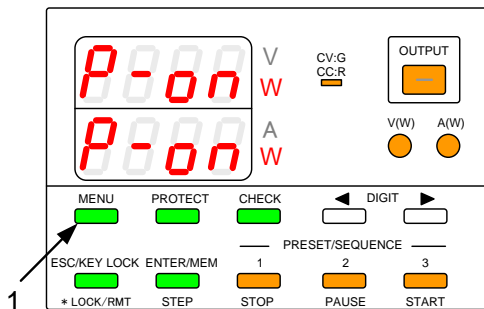 P-on V W
CV:G
CC:R
OUTPUT
P-on A W
V(W) A(W)
MENU PROTECT CHECK ◀ DIGIT ▶
PRESET/SEQUENCE
ESC/KEY LOCK ENTER/MEM 1 2 3
1
* LOCK/RMT STEP STOP PAUSE START